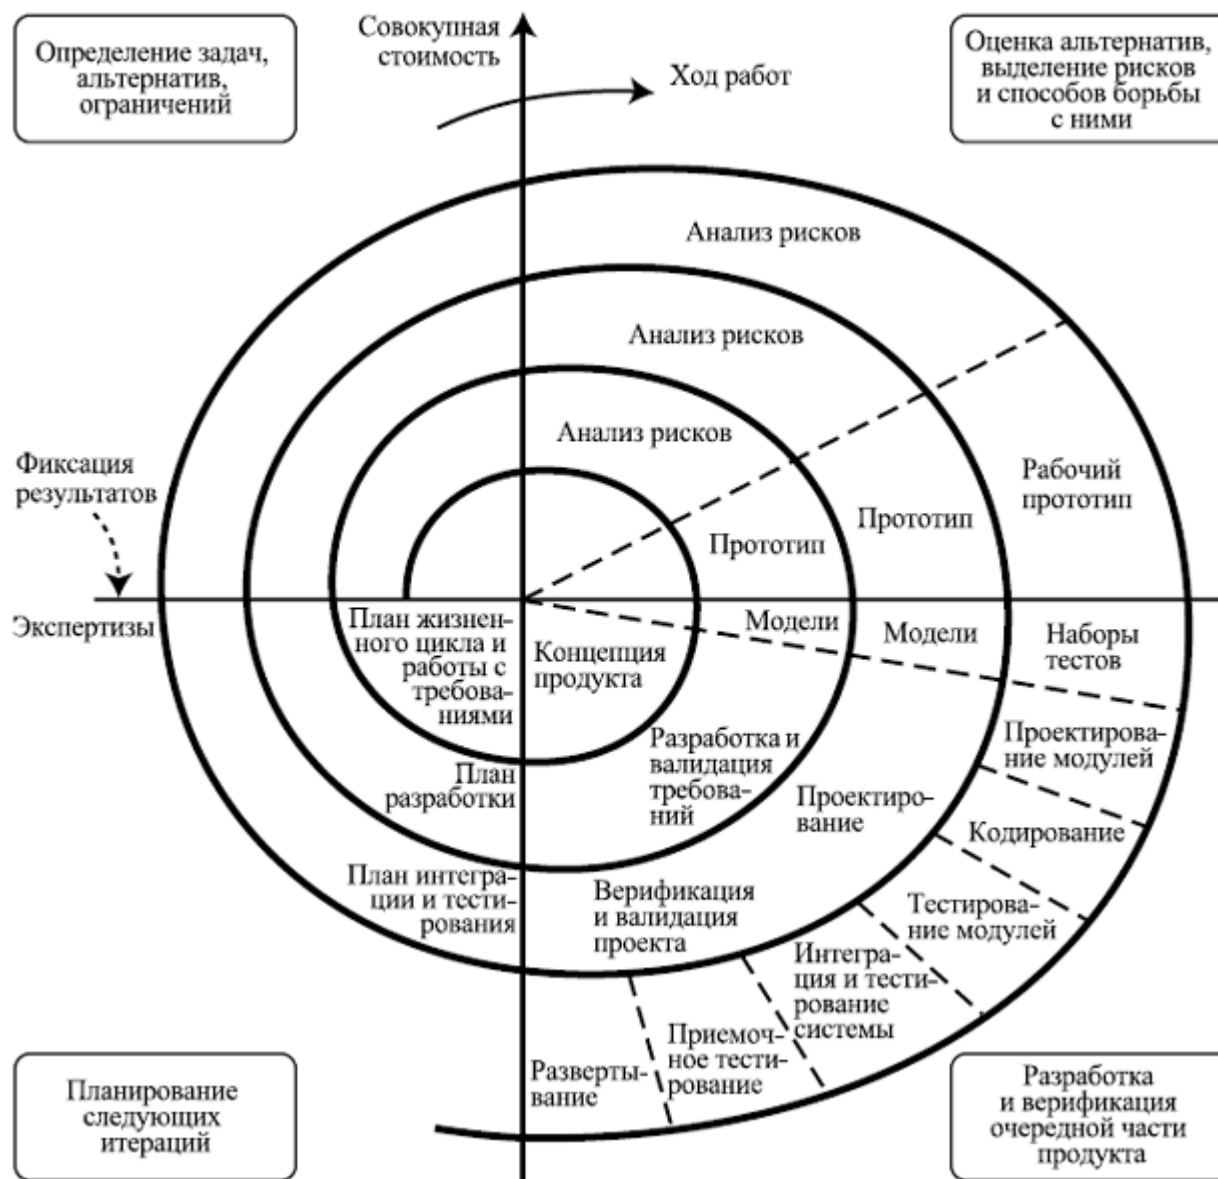 Определение задач,
альтернатив,
ограничений
Совокупная
стоимость
Ход работ
Оценка альтернатив,
выделение рисков
и способов борьбы
с ними
Анализ рисков
Анализ рисков
Анализ рисков
Фиксация
результатов
Экспертизы
Рабочий
прототип
Прототип
Прототип
План жизнен-
ного цикла и
работы с
требова-
ниями
Концепция
продукта
Модели
Модели
Наборы
тестов
План
разработки
Разработка и
валидация
требова-
ний
Проектиро-
вание
Проектирова-
ние модулей
Кодирование
План интегра-
ции и тести-
рования
Верификация
и валидация
проекта
Тестирова-
ние модулей
Интегра-
ция и тести-
рование
системы
Приемоч-
ное тести-
рование
Разверты-
вание
Планирование
следующих
итераций
Разработка
и верификация
очередной части
продукта